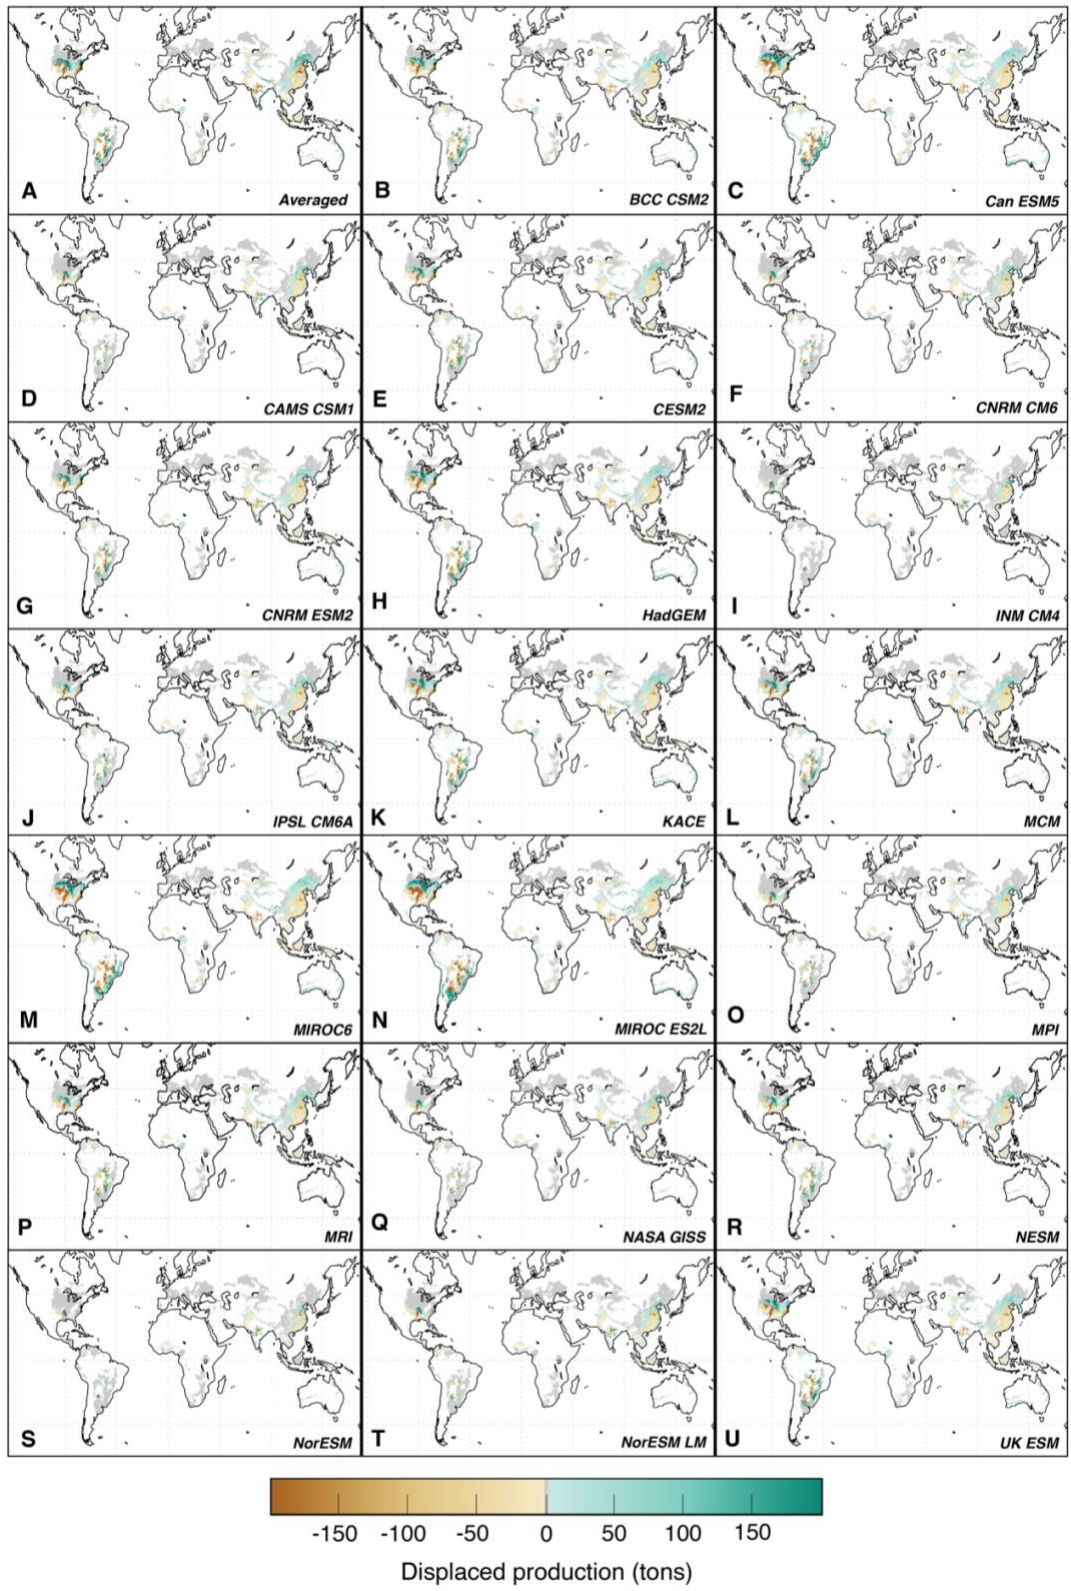 A
Averaged
B
BCC CSM2
C
Can ESM5
D
CAMS CSM1
E
CESM2
F
CNRM CM6
G
CNRM ESM2
H
HadGEM
I
INM CM4
J
IPSL CM6A
K
KACE
L
MCM
M
MIROC6
N
MIROC ES2L
O
MPI
P
MRI
Q
NASA GISS
R
NESM
S
NorESM
T
NorESM LM
U
UK ESM
-150 -100 -50 0 50 100 150
Displaced production (tons)